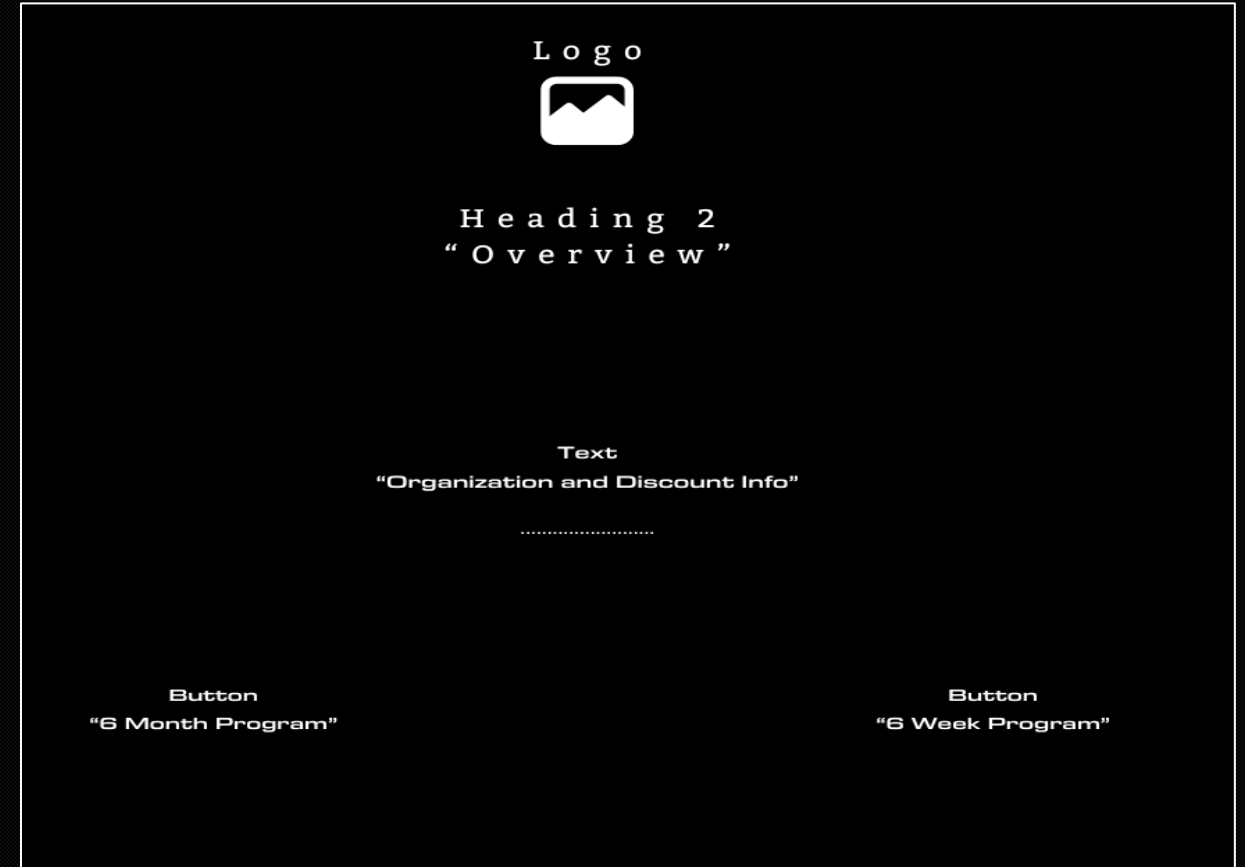 Logo
Heading 2
“Overview”
Text
“Organization and Discount Info”
.........................
Button
“6 Month Program”
Button
“6 Week Program”